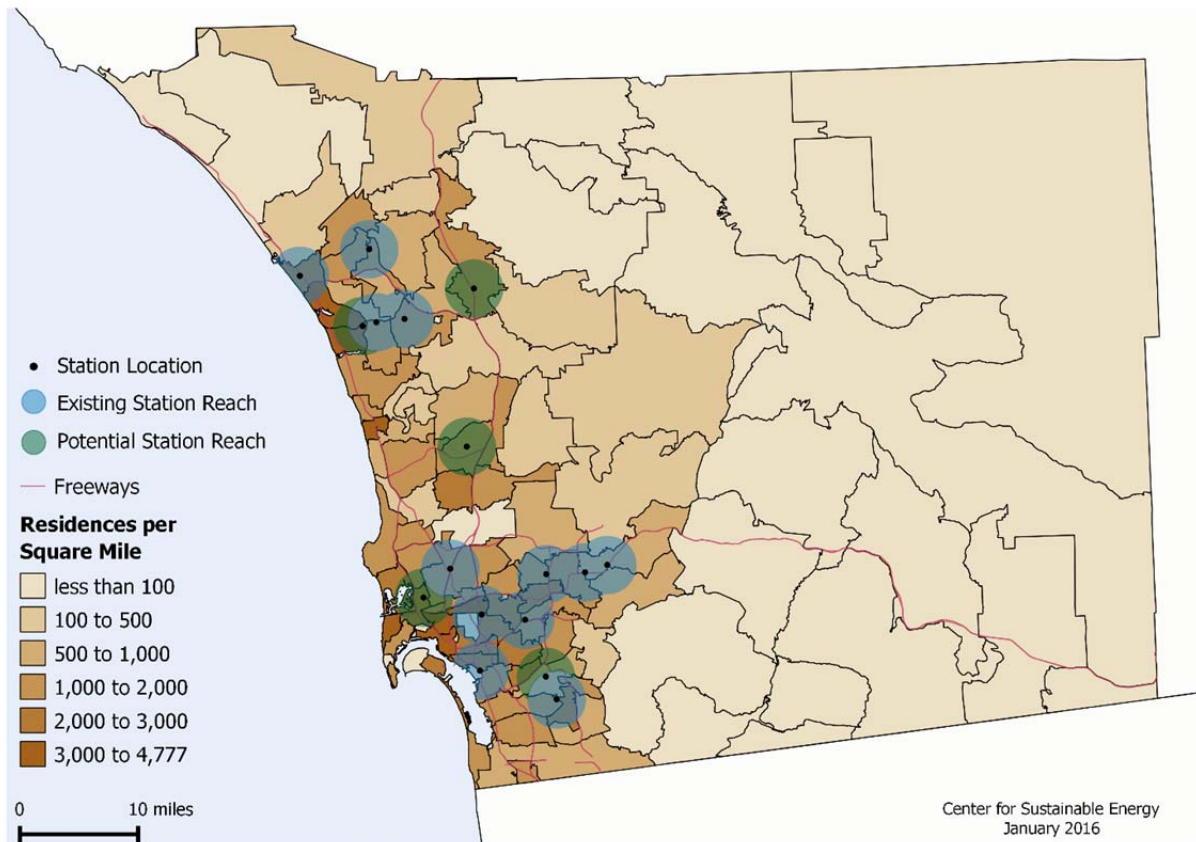 Station Location
Existing Station Reach
Potential Station Reach
Freeways
Residences per
Square Mile
less than 100
100 to 500
500 to 1,000
1,000 to 2,000
2,000 to 3,000
3,000 to 4,777
0 10 miles
Center for Sustainable Energy
January 2016